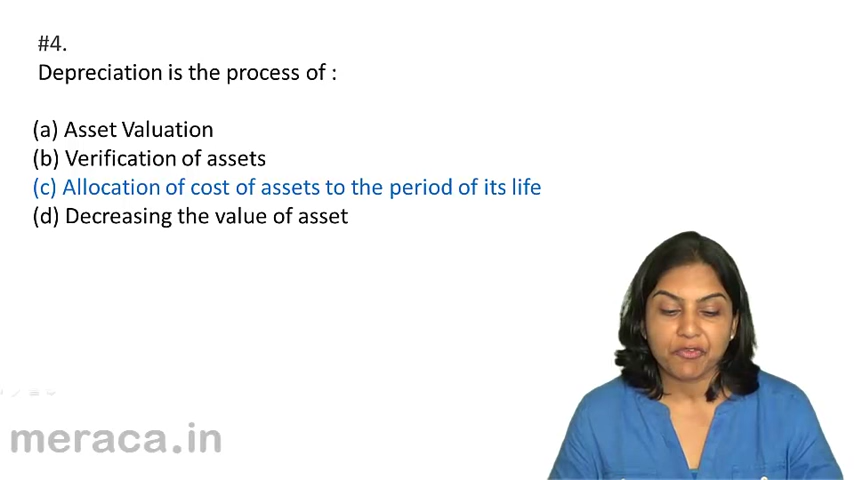 #4.
Depreciation is the process of :
(a) Asset Valuation
(b) Verification of assets
(c) Allocation of cost of assets to the period of its life
(d) Decreasing the value of asset
meraca.in